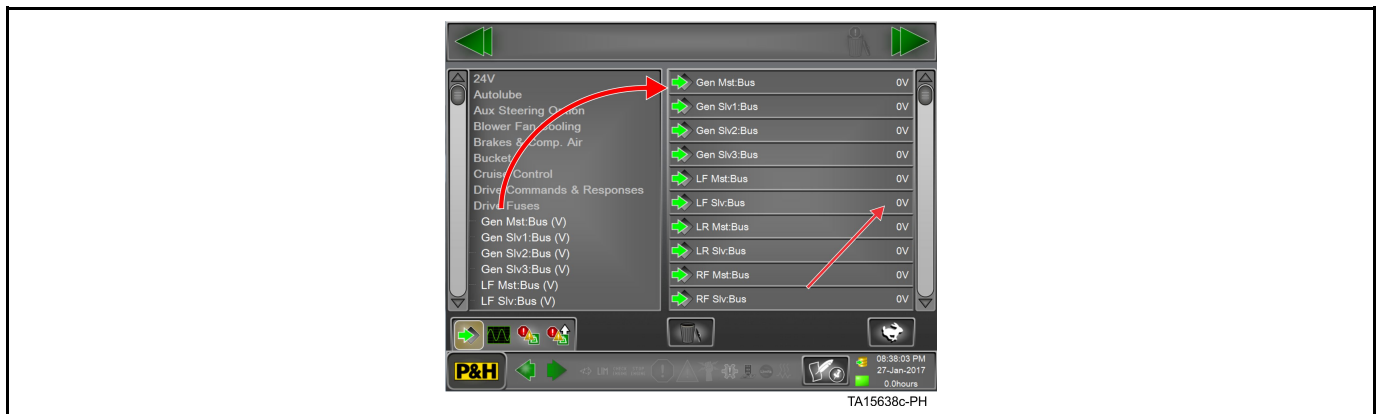 24V
Autolube
Aux Steering Option
Blower Fan Cooling
Brakes & Comp. Air
Bucket
Cruise Control
Drive Commands & Responses
Drive Fuses
Gen Mst:Bus (V)
Gen Slv1:Bus (V)
Gen Slv2:Bus (V)
Gen Slv3:Bus (V)
LF Mst:Bus (V)
LF Slv:Bus (V)
Gen Mst:Bus 0V
Gen Slv1:Bus 0V
Gen Slv2:Bus 0V
Gen Slv3:Bus 0V
LF Mst:Bus 0V
LF Slv:Bus 0V
LR Mst:Bus 0V
LR Slv:Bus 0V
RF Mst:Bus 0V
RF Slv:Bus 0V
P&H
LIM
08:38:03 PM
27-Jan-2017
0.0hours
TA15638c-PH